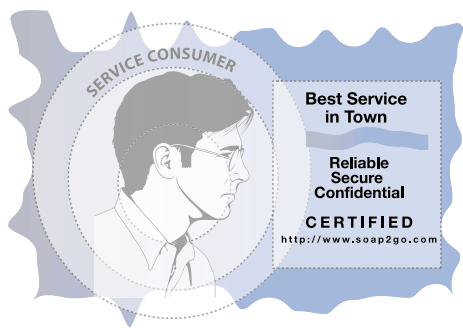 SERVICE CONSUMER
Best Service
in Town
Reliable
Secure
Confidential
CERTIFIED
http://www.soap2go.com